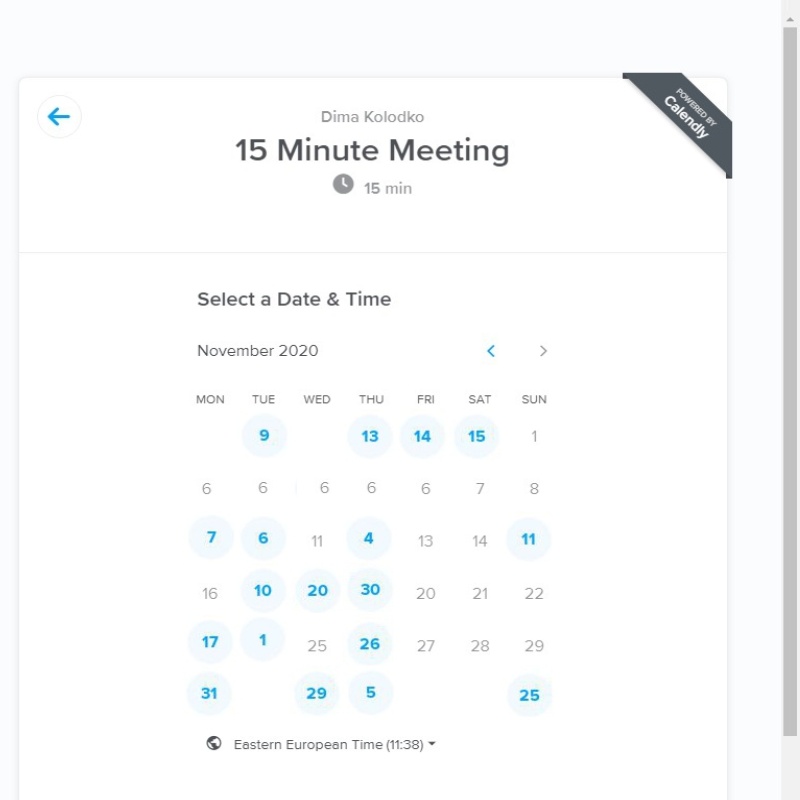 POWERED BY
Calendly
Dima Kolodko
15 Minute Meeting
15 min
Select a Date & Time
November 2020
MON TUE WED THU FRI SAT SUN
9 13 14 15 1
6 6 6 6 6 7 8
7 6 11 4 13 14 11
16 10 20 30 20 21 22
17 1 25 26 27 28 29
31 29 5 25
Eastern European Time (11:38)